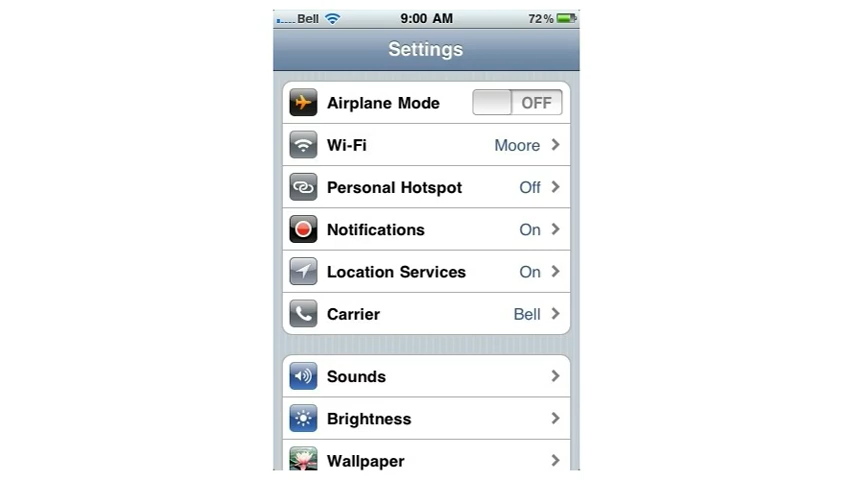 Bell 9:00 AM 72%
Settings
Airplane Mode OFF
Wi-Fi Moore
Personal Hotspot Off
Notifications On
Location Services On
Carrier Bell
Sounds
Brightness
Wallpaper